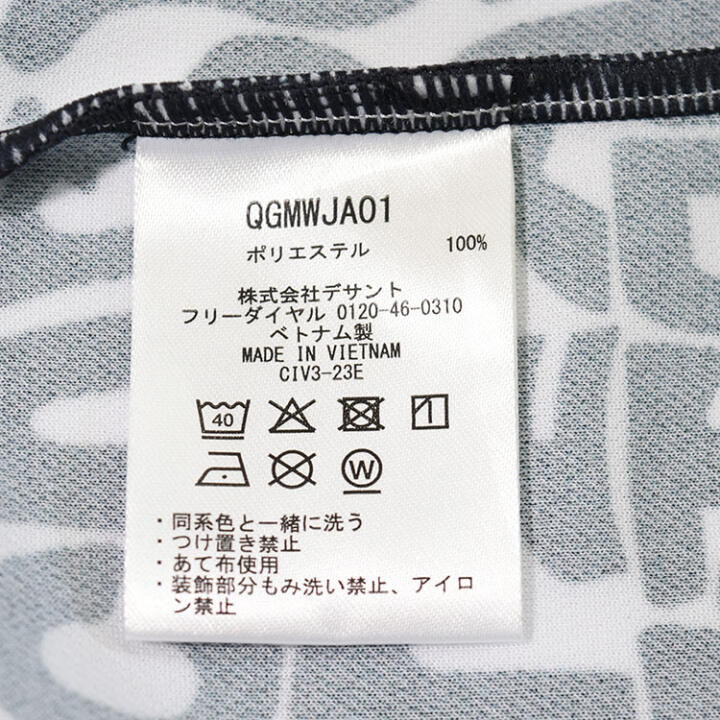 QGMWJA01
ポリエステル 100%
株式会社デサント
フリーダイヤル 0120-46-0310
ベトナム製
MADE IN VIETNAM
CIV3-23E
40
W
・同系色と一緒に洗う
・つけ置き禁止
・あて布使用
・装飾部分もみ洗い禁止、アイロ
ン禁止